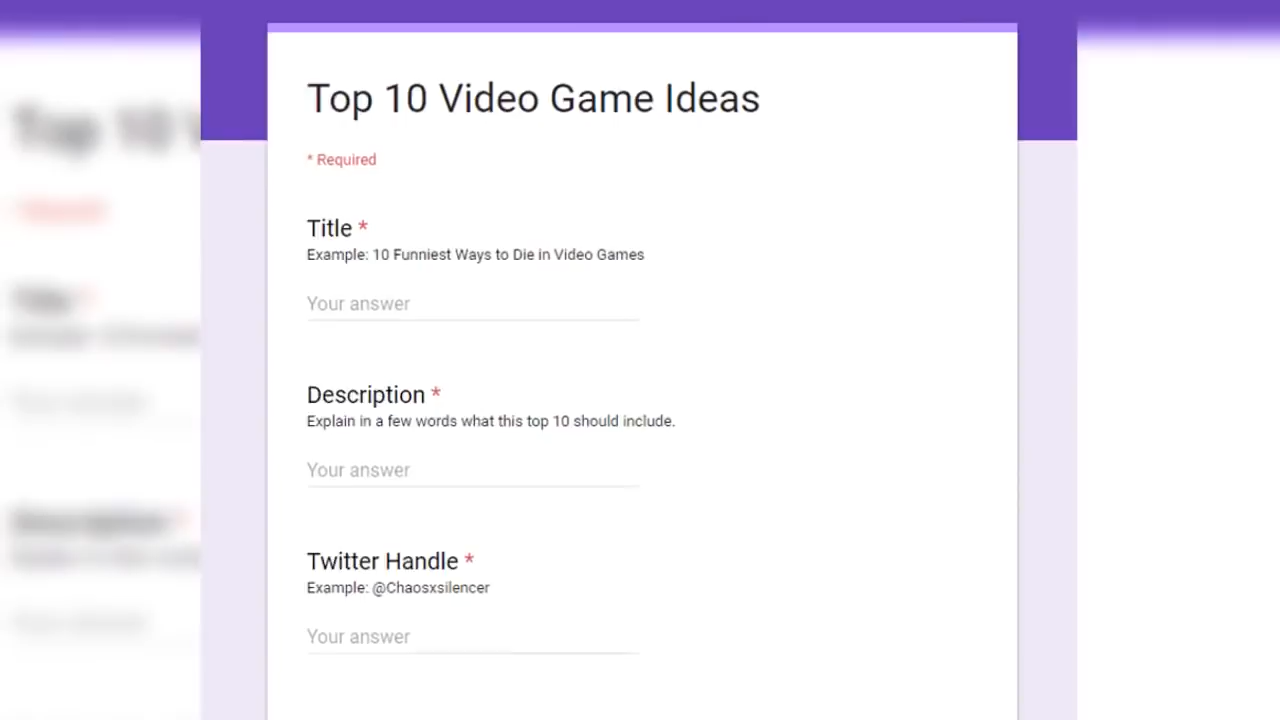 Top 10 Video Game Ideas
* Required
Title *
Example: 10 Funniest Ways to Die in Video Games
Your answer
Description *
Explain in a few words what this top 10 should include.
Your answer
Twitter Handle *
Example: @Chaosxsilencer
Your answer